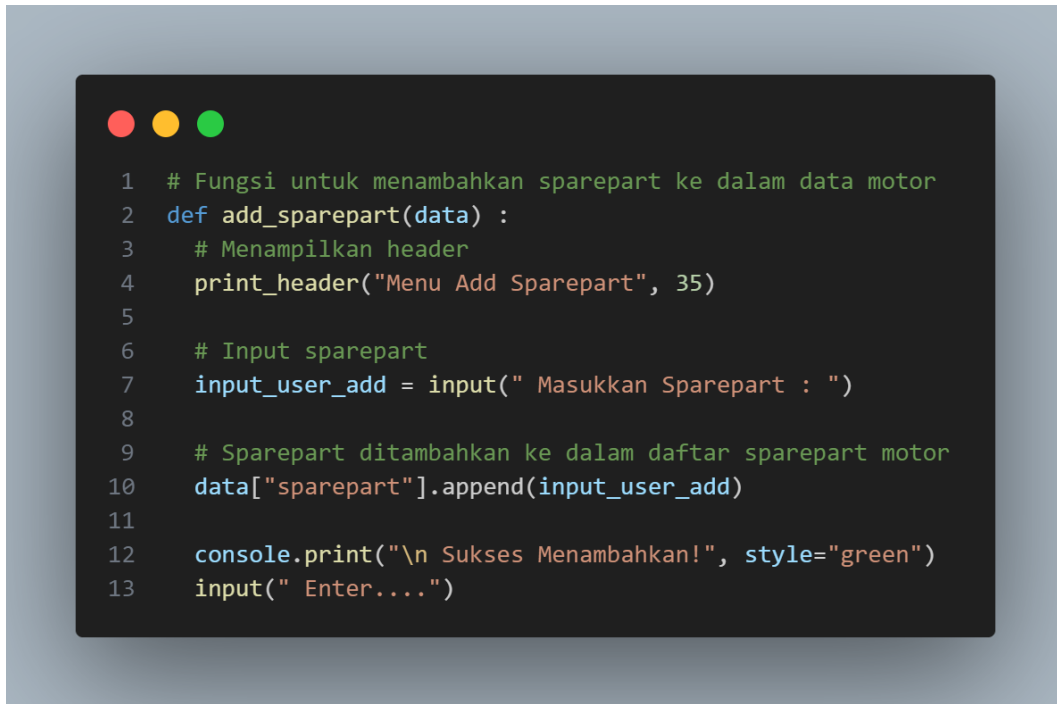 1 # Fungsi untuk menambahkan sparepart ke dalam data motor
2 def add_sparepart(data) :
3   # Menampilkan header
4   print_header("Menu Add Sparepart", 35)
5
6   # Input sparepart
7   input_user_add = input(" Masukkan Sparepart : ")
8
9   # Sparepart ditambahkan ke dalam daftar sparepart motor
10   data["sparepart"].append(input_user_add)
11
12   console.print("\n Sukses Menambahkan!", style="green")
13   input(" Enter....")